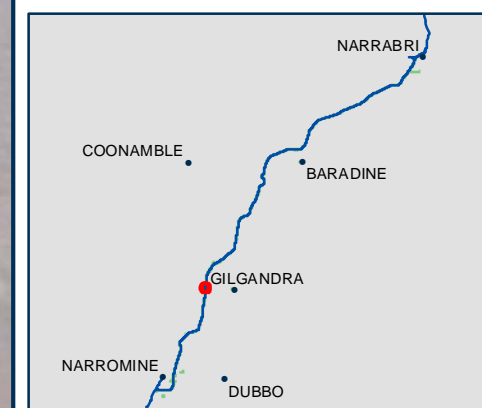 NARRABRI
COONAMBLE
BARADINE
GILGANDRA
NARROMINE
DUBBO